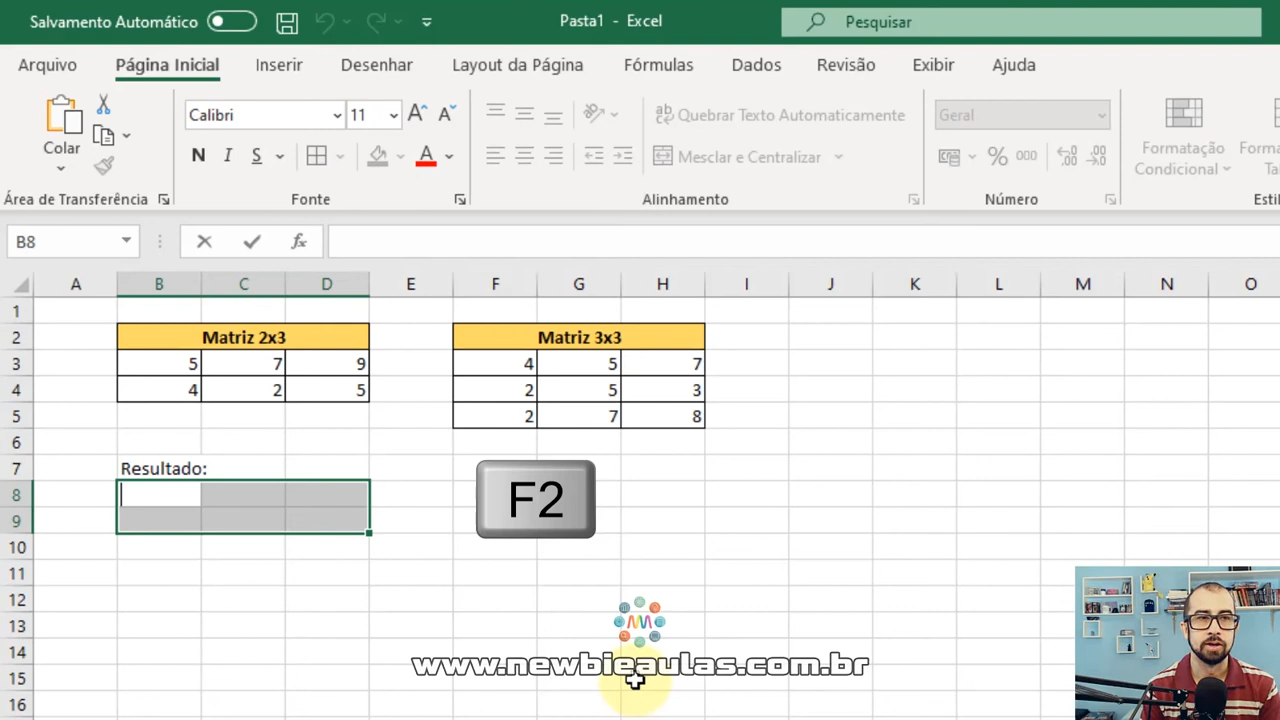 Salvamento Automático
Pasta1 - Excel
Pesquisar
Arquivo
Página Inicial
Inserir
Desenhar
Layout da Página
Fórmulas
Dados
Revisão
Exibir
Ajuda
Colar
Calibri
11
N I S
A
Quebrar Texto Automaticamente
Mesclar e Centralizar
Geral
% 000
Formatação
Condicional
Área de Transferência
Fonte
Alinhamento
Número
B8
fx
A B C D E F G H I J K L M N O
1
2 Matriz 2x3 Matriz 3x3
3 5 7 9 4 5 7
4 4 2 5 2 5 3
5 2 7 8
6
7 Resultado:
8
9
F2
10
11
12
13
14
15
16
www.newbieaulas.com.br